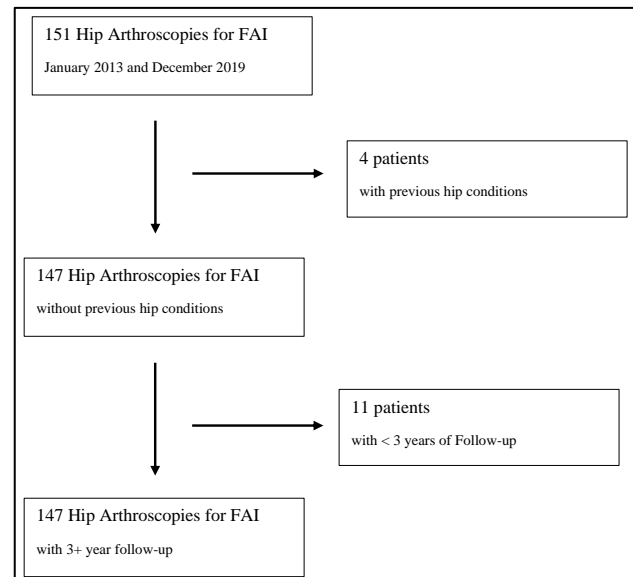 151 Hip Arthroscopies for FAI
January 2013 and December 2019
4 patients
with previous hip conditions
147 Hip Arthroscopies for FAI
without previous hip conditions
11 patients
with < 3 years of Follow-up
147 Hip Arthroscopies for FAI
with 3+ year follow-up